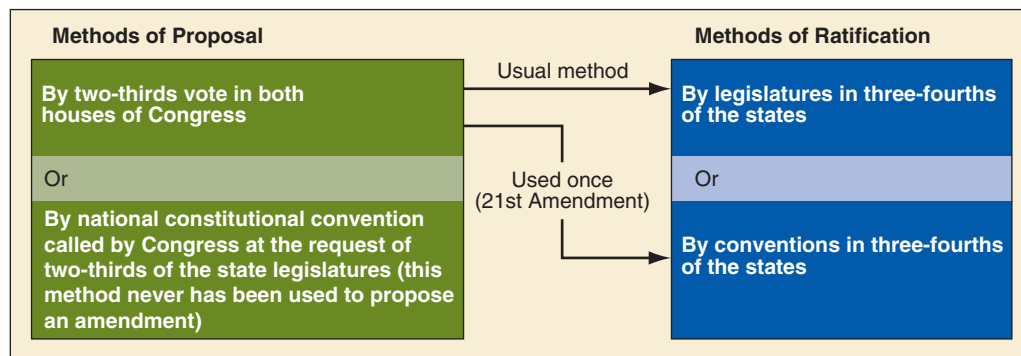 Methods of Proposal
By two-thirds vote in both
houses of Congress
Or
By national constitutional convention
called by Congress at the request of
two-thirds of the state legislatures (this
method never has been used to propose
an amendment)
Usual method
Used once
(21st Amendment)
Methods of Ratification
By legislatures in three-fourths
of the states
Or
By conventions in three-fourths
of the states